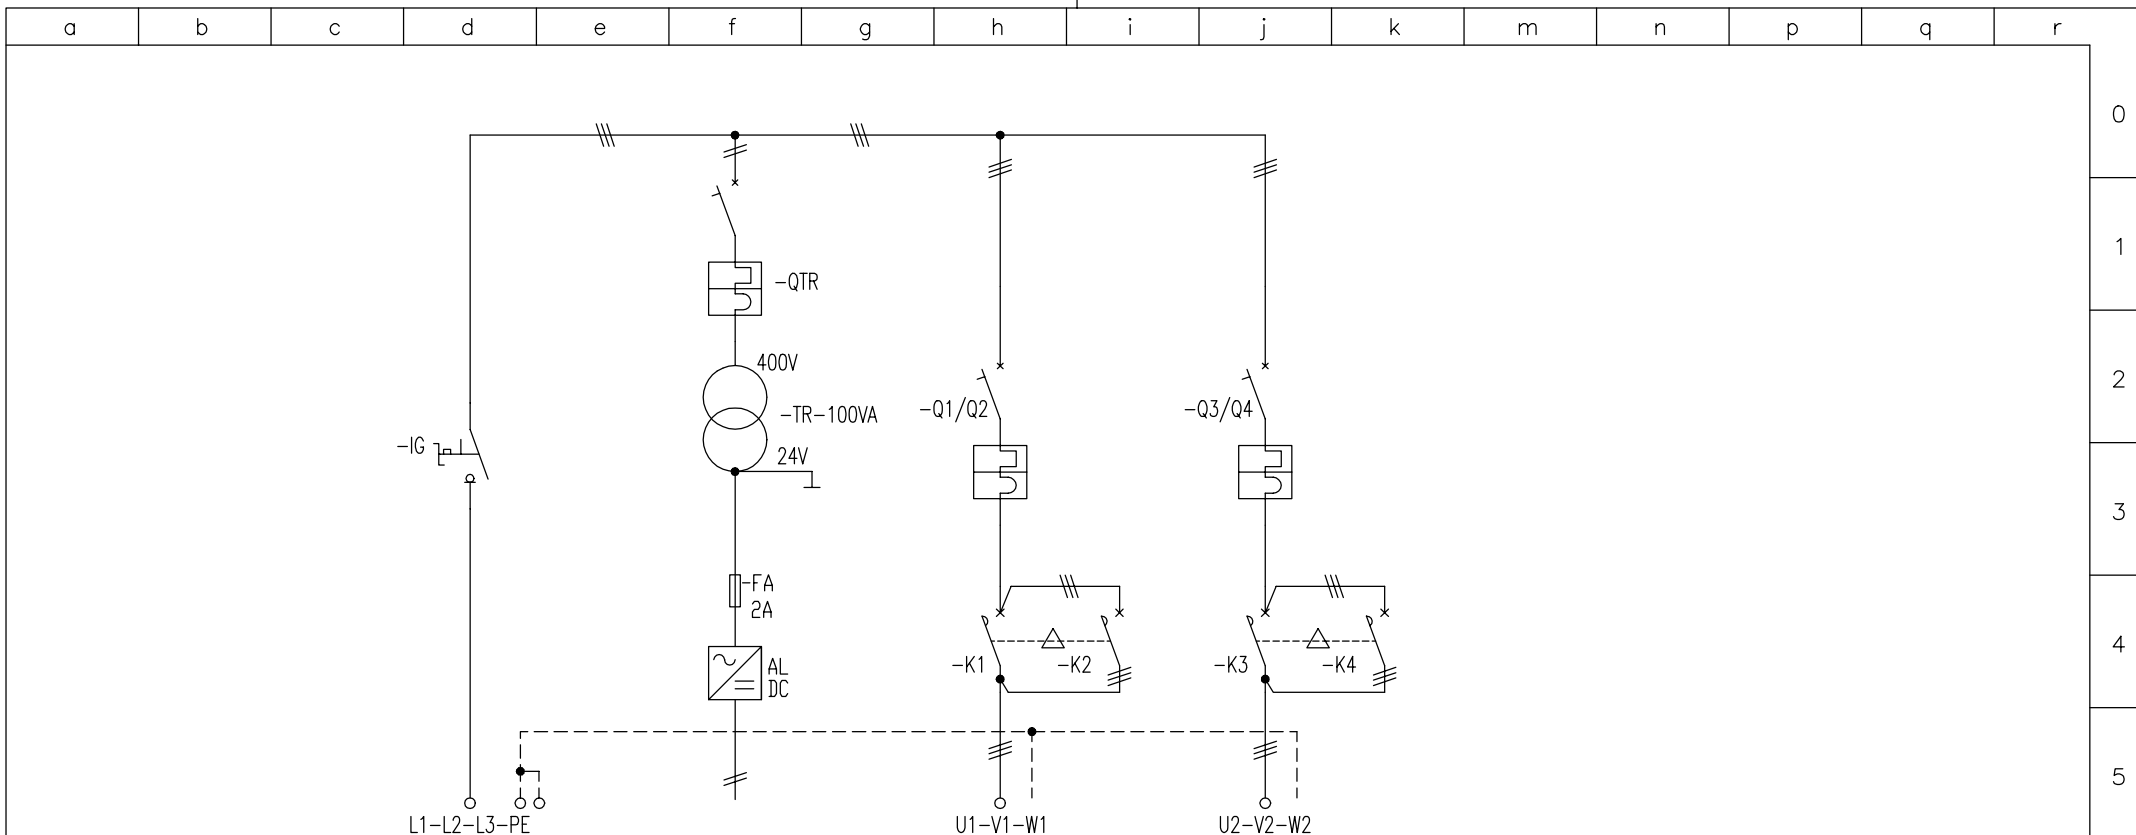 a b c d e f g h i j k m n p q r
0
1
-QTR
400V
2
-Q1/Q2 -Q3/Q4
-TR-100VA
-IG
24V
3
-FA
2A
4
-K1 -K2 -K3 -K4
AL
DC
5
L1-L2-L3-PE U1-V1-W1 U2-V2-W2